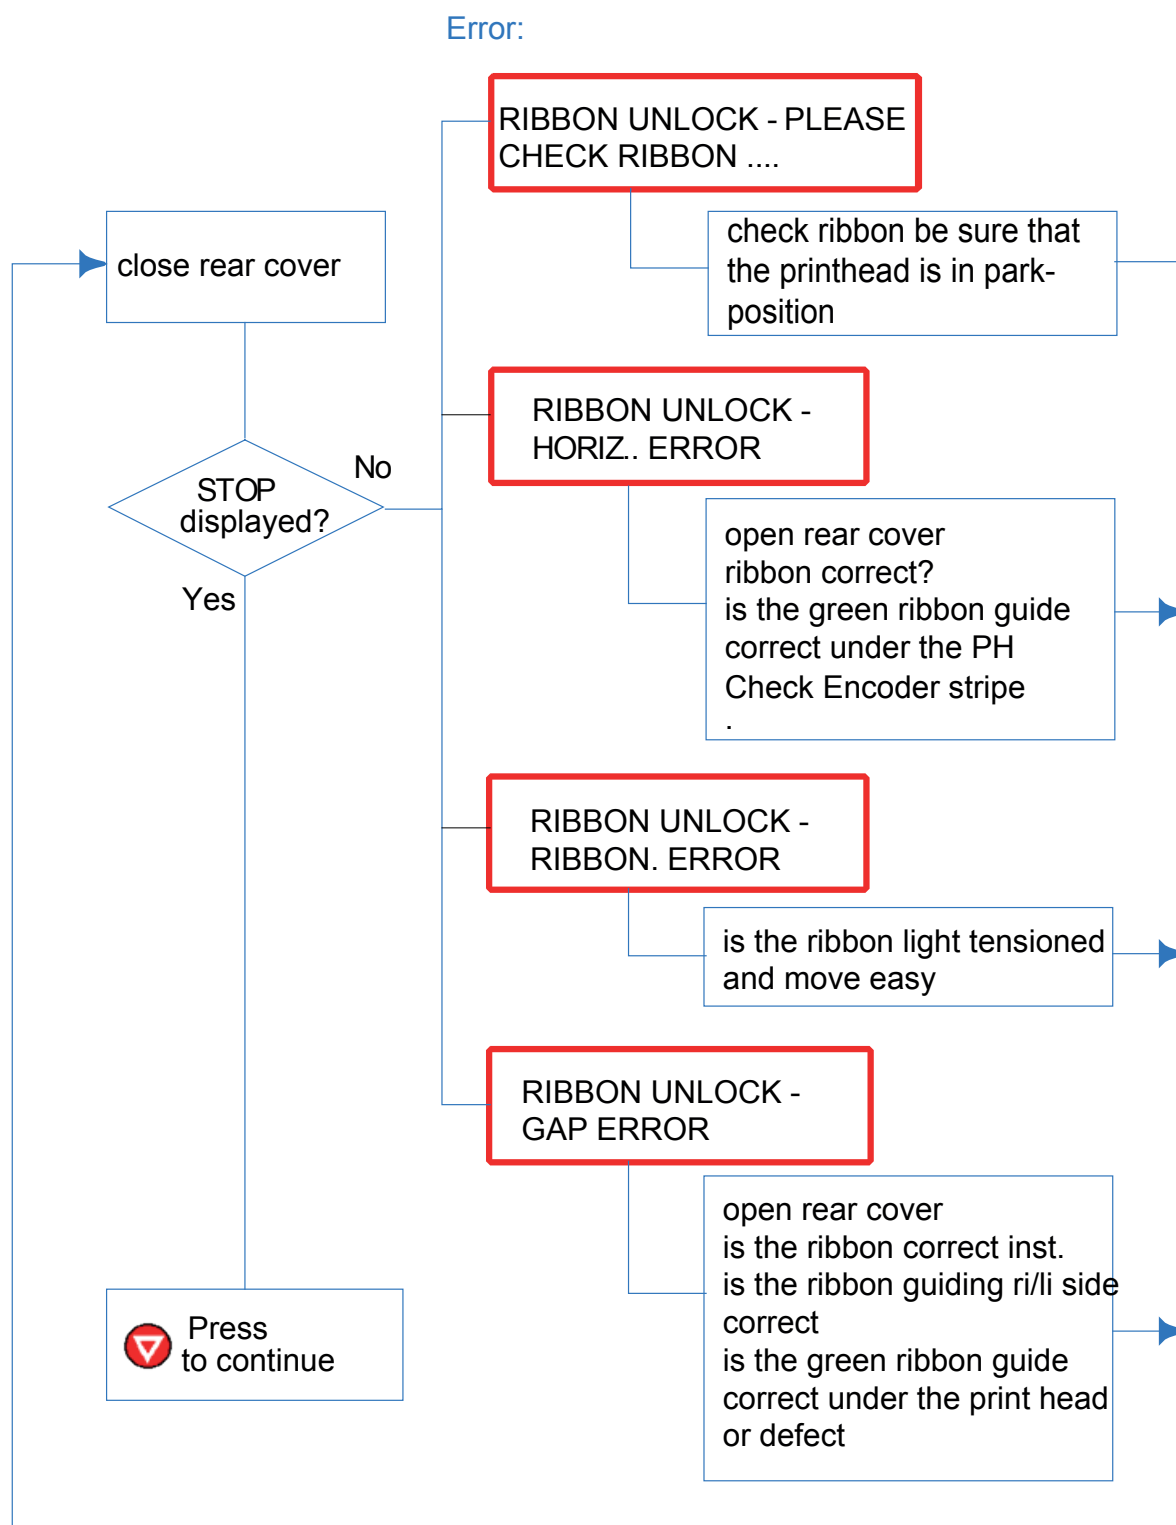 Error:
RIBBON UNLOCK - PLEASE
CHECK RIBBON ....
check ribbon be sure that
the printhead is in park-
position
close rear cover
RIBBON UNLOCK -
HORIZ.. ERROR
No
STOP
displayed?
Yes
open rear cover
ribbon correct?
is the green ribbon guide
correct under the PH
Check Encoder stripe
.
RIBBON UNLOCK -
RIBBON. ERROR
is the ribbon light tensioned
and move easy
RIBBON UNLOCK -
GAP ERROR
open rear cover
is the ribbon correct inst.
is the ribbon guiding ri/li side
correct
is the green ribbon guide
correct under the print head
or defect
Press
to continue